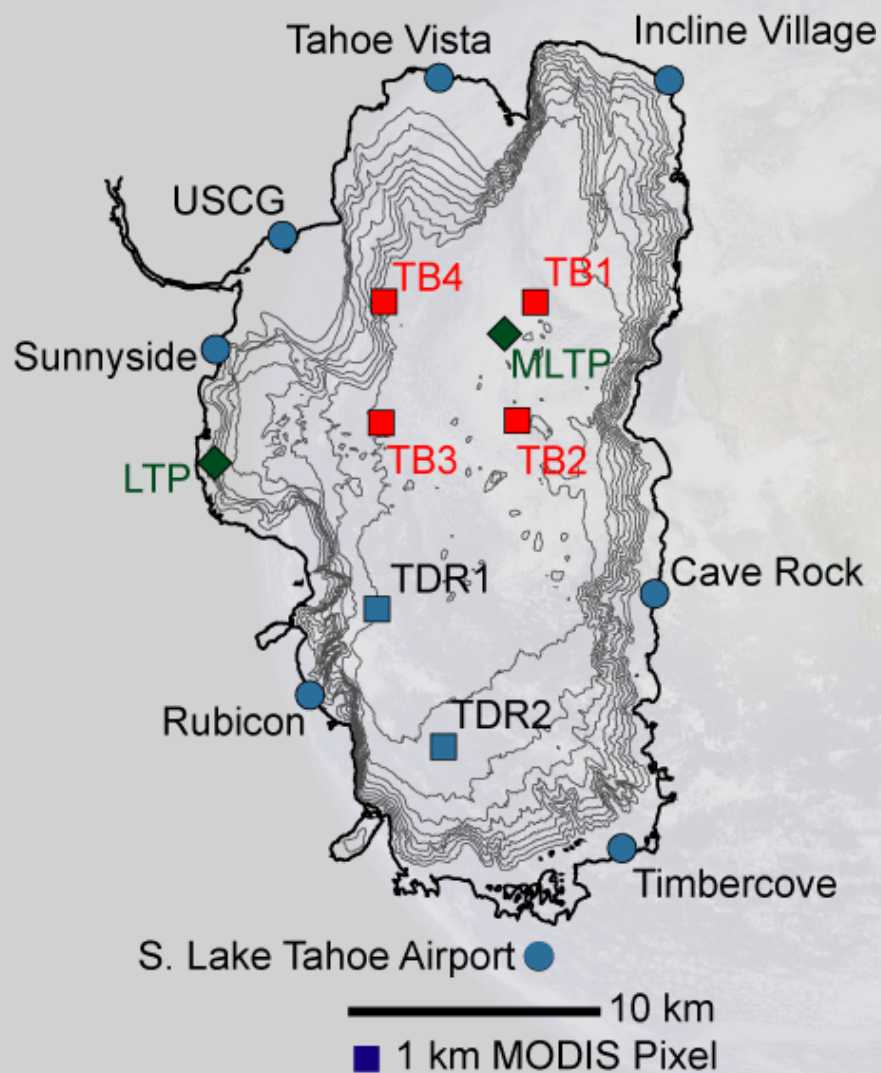 Tahoe Vista
Incline Village
USCG
TB4
TB1
Sunnyside
MLTP
LTP
TB3
TB2
TDR1
Cave Rock
Rubicon
TDR2
Timbercove
S. Lake Tahoe Airport
10 km
1 km MODIS Pixel